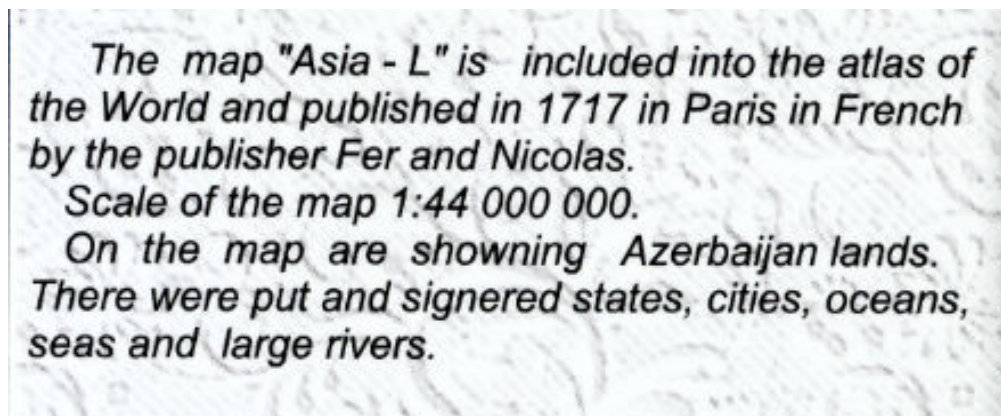 The map "Asia - L" is included into the atlas of
the World and published in 1717 in Paris in French
by the publisher Fer and Nicolas.
Scale of the map 1:44 000 000.
On the map are showning Azerbaijan lands.
There were put and signered states, cities, oceans,
seas and large rivers.